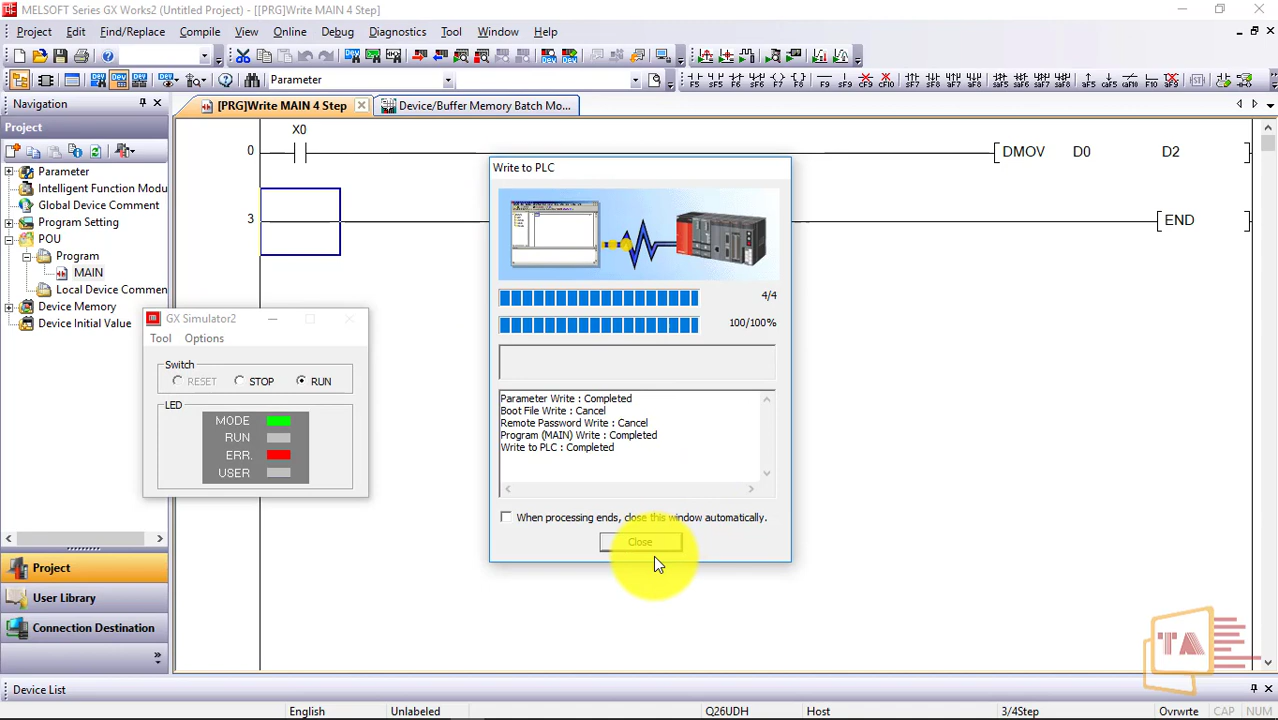 MELSOFT Series GX Works2 (Untitled Project) - [[PRG]Write MAIN 4 Step]
Project Edit Find/Replace Compile View Online Debug Diagnostics Tool Window Help
Parameter
Navigation
[PRG]Write MAIN 4 Step
Device/Buffer Memory Batch Mo...
Project
Parameter
Intelligent Function Modu
Global Device Comment
Program Setting
POU
Program
MAIN
Local Device Commen
Device Memory
Device Initial Value
X0
0
DMOV D0 D2
3
END
GX Simulator2
Tool Options
Switch
RESET STOP RUN
LED
MODE
RUN
ERR.
USER
Write to PLC
4/4
100/100%
Parameter Write : Completed
Boot File Write : Cancel
Remote Password Write : Cancel
Program (MAIN) Write : Completed
Write to PLC : Completed
When processing ends, close this window automatically.
Close
Project
User Library
Connection Destination
TA
Device List
English Unlabeled Q26UDH Host 3/4Step Ovrwrte CAP NUM